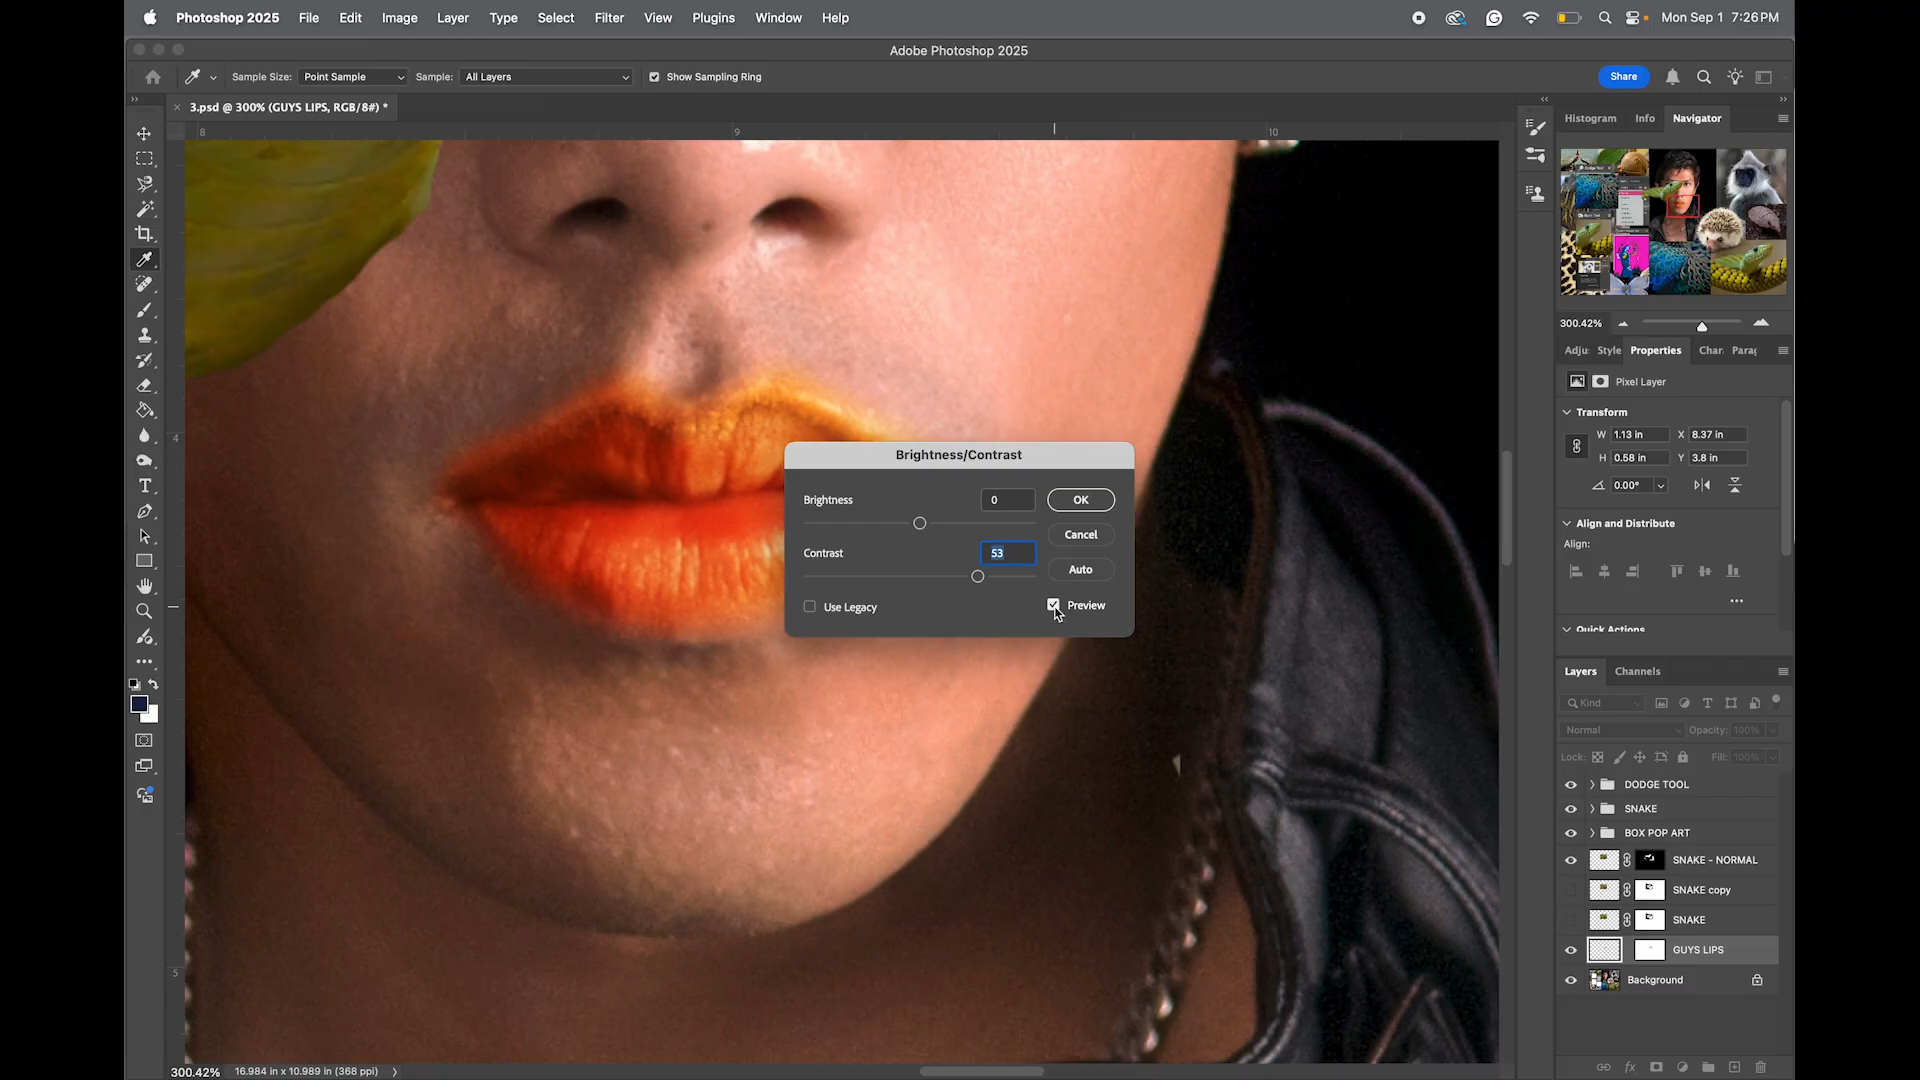 Photoshop 2025 File Edit Image Layer Type Select Filter View Plugins Window Help Mon Sep 1 7:26 PM
Adobe Photoshop 2025
Sample Size: Point Sample Sample: All Layers Show Sampling Ring Share
3.psd @ 300% (GUYS LIPS, RGB/8#) *
Histogram Info Navigator
8 9 10
300.42%
Adju Style Properties Char Parag
Pixel Layer
Transform
W 1.13 in X 8.37 in
4
H 0.58 in Y 3.8 in
Brightness/Contrast
0.00°
Brightness 0 OK
Align and Distribute
Cancel
Align:
Contrast 53
Auto
Use Legacy Preview
Quick Actions
Layers Channels
Kind
Normal Opacity: 100%
Lock: Fill: 100%
DODGE TOOL
SNAKE
BOX POP ART
SNAKE - NORMAL
SNAKE copy
SNAKE
GUYS LIPS
5
Background
fx
300.42% 16.984 in x 10.989 in (368 ppi)